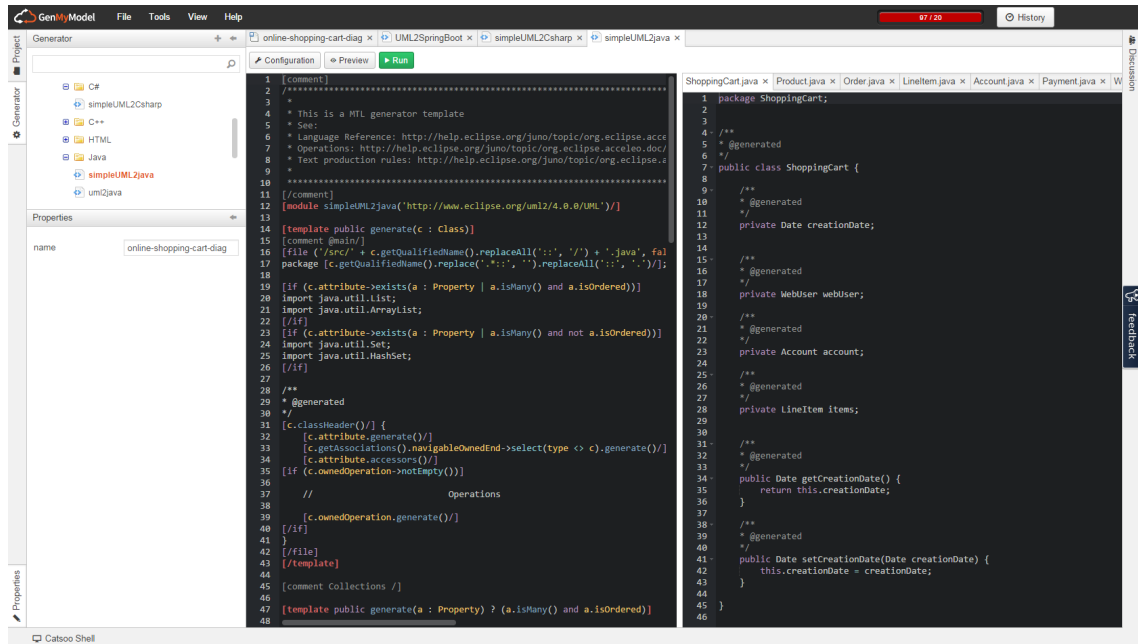 GenMyModel File Tools View Help 97 / 20 History
Project
Generator
Properties
Generator
C#
simpleUML2Csharp
C++
HTML
Java
simpleUML2java
uml2java
Properties
name online-shopping-cart-diag
Catsoo Shell
online-shopping-cart-diag × UML2SpringBoot × simpleUML2Csharp × simpleUML2java ×
Configuration Preview Run
1 [comment]
2 /************************************************************************
3  *
4  * This is a MTL generator template
5  * See:
6  * Language Reference: http://help.eclipse.org/juno/topic/org.eclipse.acce
7  * Operations: http://help.eclipse.org/juno/topic/org.eclipse.acceleo.doc/
8  * Text production rules: http://help.eclipse.org/juno/topic/org.eclipse.a
9  *
10  ************************************************************************
11 [/comment]
12 [module simpleUML2java('http://www.eclipse.org/uml2/4.0.0/UML')/]
13
14 [template public generate(c : Class)]
15 [comment @main/]
16 [file ('/src/' + c.getQualifiedName().replaceAll('::', '/') + '.java', fal
17 package [c.getQualifiedName().replace('.*::', '').replaceAll('::', '.')/];
18
19 [if (c.attribute->exists(a : Property | a.isMany() and a.isOrdered))]
20 import java.util.List;
21 import java.util.ArrayList;
22 [/if]
23 [if (c.attribute->exists(a : Property | a.isMany() and not a.isOrdered))]
24 import java.util.Set;
25 import java.util.HashSet;
26 [/if]
27
28 /**
29 * @generated
30 */
31 [c.classHeader()/] {
32     [c.attribute.generate()/]
33     [c.getAssociations().navigableOwnedEnd->select(type <> c).generate()/]
34     [c.attribute.accessors()/]
35 [if (c.ownedOperation->notEmpty())]
36
37     //                          Operations
38
39     [c.ownedOperation.generate()/]
40 [/if]
41 }
42 [/file]
43 [/template]
44
45 [comment Collections /]
46
47 [template public generate(a : Property) ? (a.isMany() and a.isOrdered)]
48
ShoppingCart.java × Product.java × Order.java × LineItem.java × Account.java × Payment.java × W
1 package ShoppingCart;
2
3
4 /**
5 * @generated
6 */
7 public class ShoppingCart {
8
9     /**
10     * @generated
11     */
12     private Date creationDate;
13
14
15     /**
16     * @generated
17     */
18     private WebUser webUser;
19
20     /**
21     * @generated
22     */
23     private Account account;
24
25     /**
26     * @generated
27     */
28     private LineItem items;
29
30
31     /**
32     * @generated
33     */
34     public Date getCreationDate() {
35         return this.creationDate;
36     }
37
38     /**
39     * @generated
40     */
41     public Date setCreationDate(Date creationDate) {
42         this.creationDate = creationDate;
43     }
44
45 }
46
Discussion
feedback